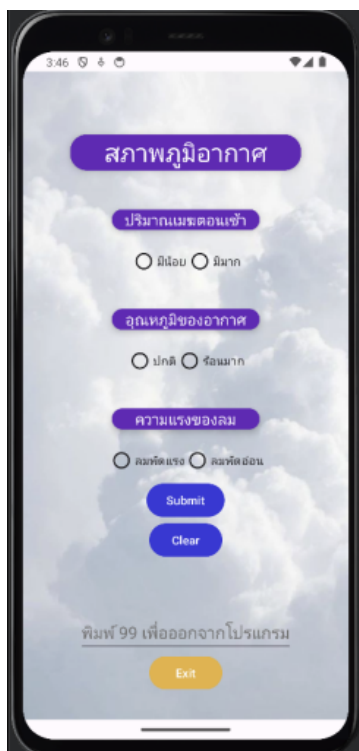 3:46
สภาพภูมิอากาศ
ปริมาณเมฆตอนเช้า
มีน้อย มีมาก
อุณหภูมิของอากาศ
ปกติ ร้อนมาก
ความแรงของลม
ลมพัดแรง ลมพัดอ่อน
Submit
Clear
พิมพ์ 99 เพื่อออกจากโปรแกรม
Exit